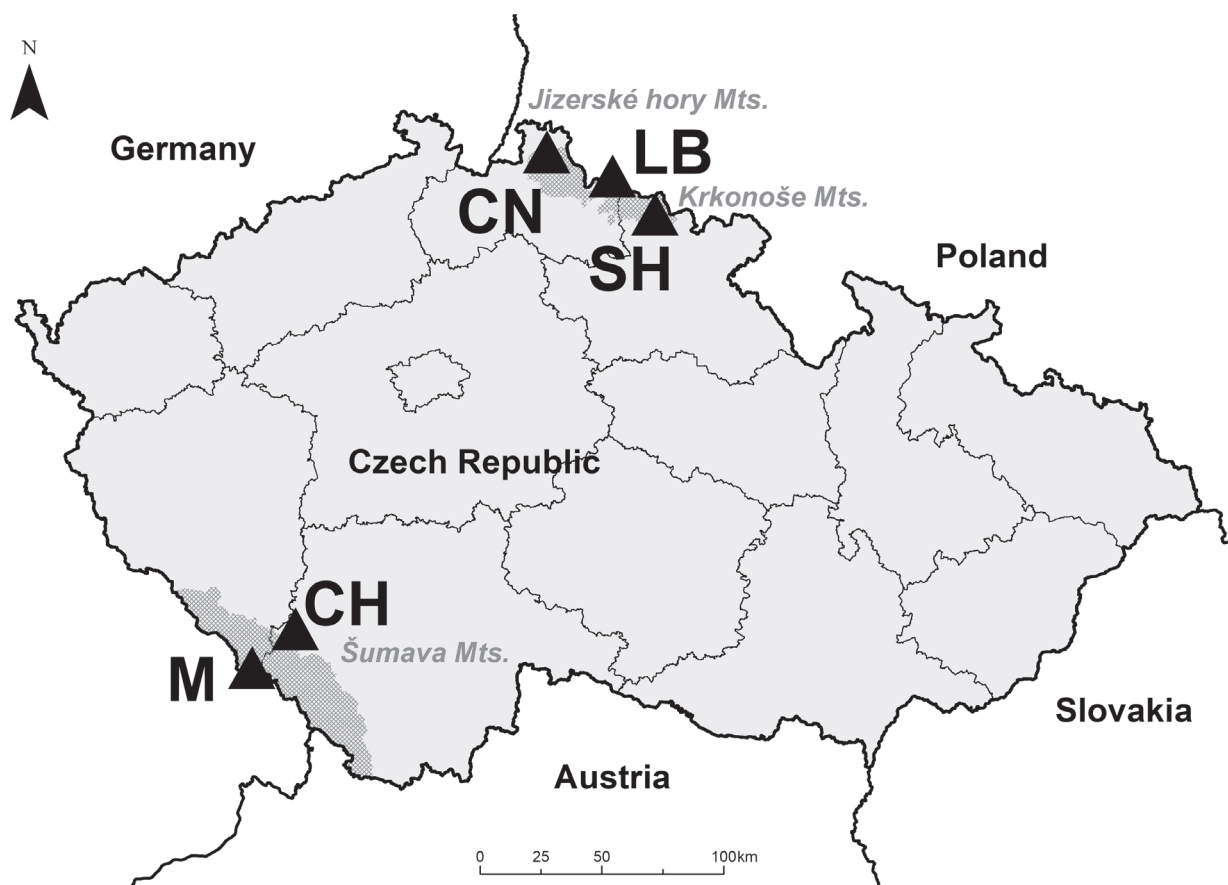 N
Jizerské hory Mts.
Germany
LB
CN
Krkonoše Mts.
SH
Poland
Czech Republic
CH
Šumava Mts.
M
Slovakia
Austria
0 25 50 100km